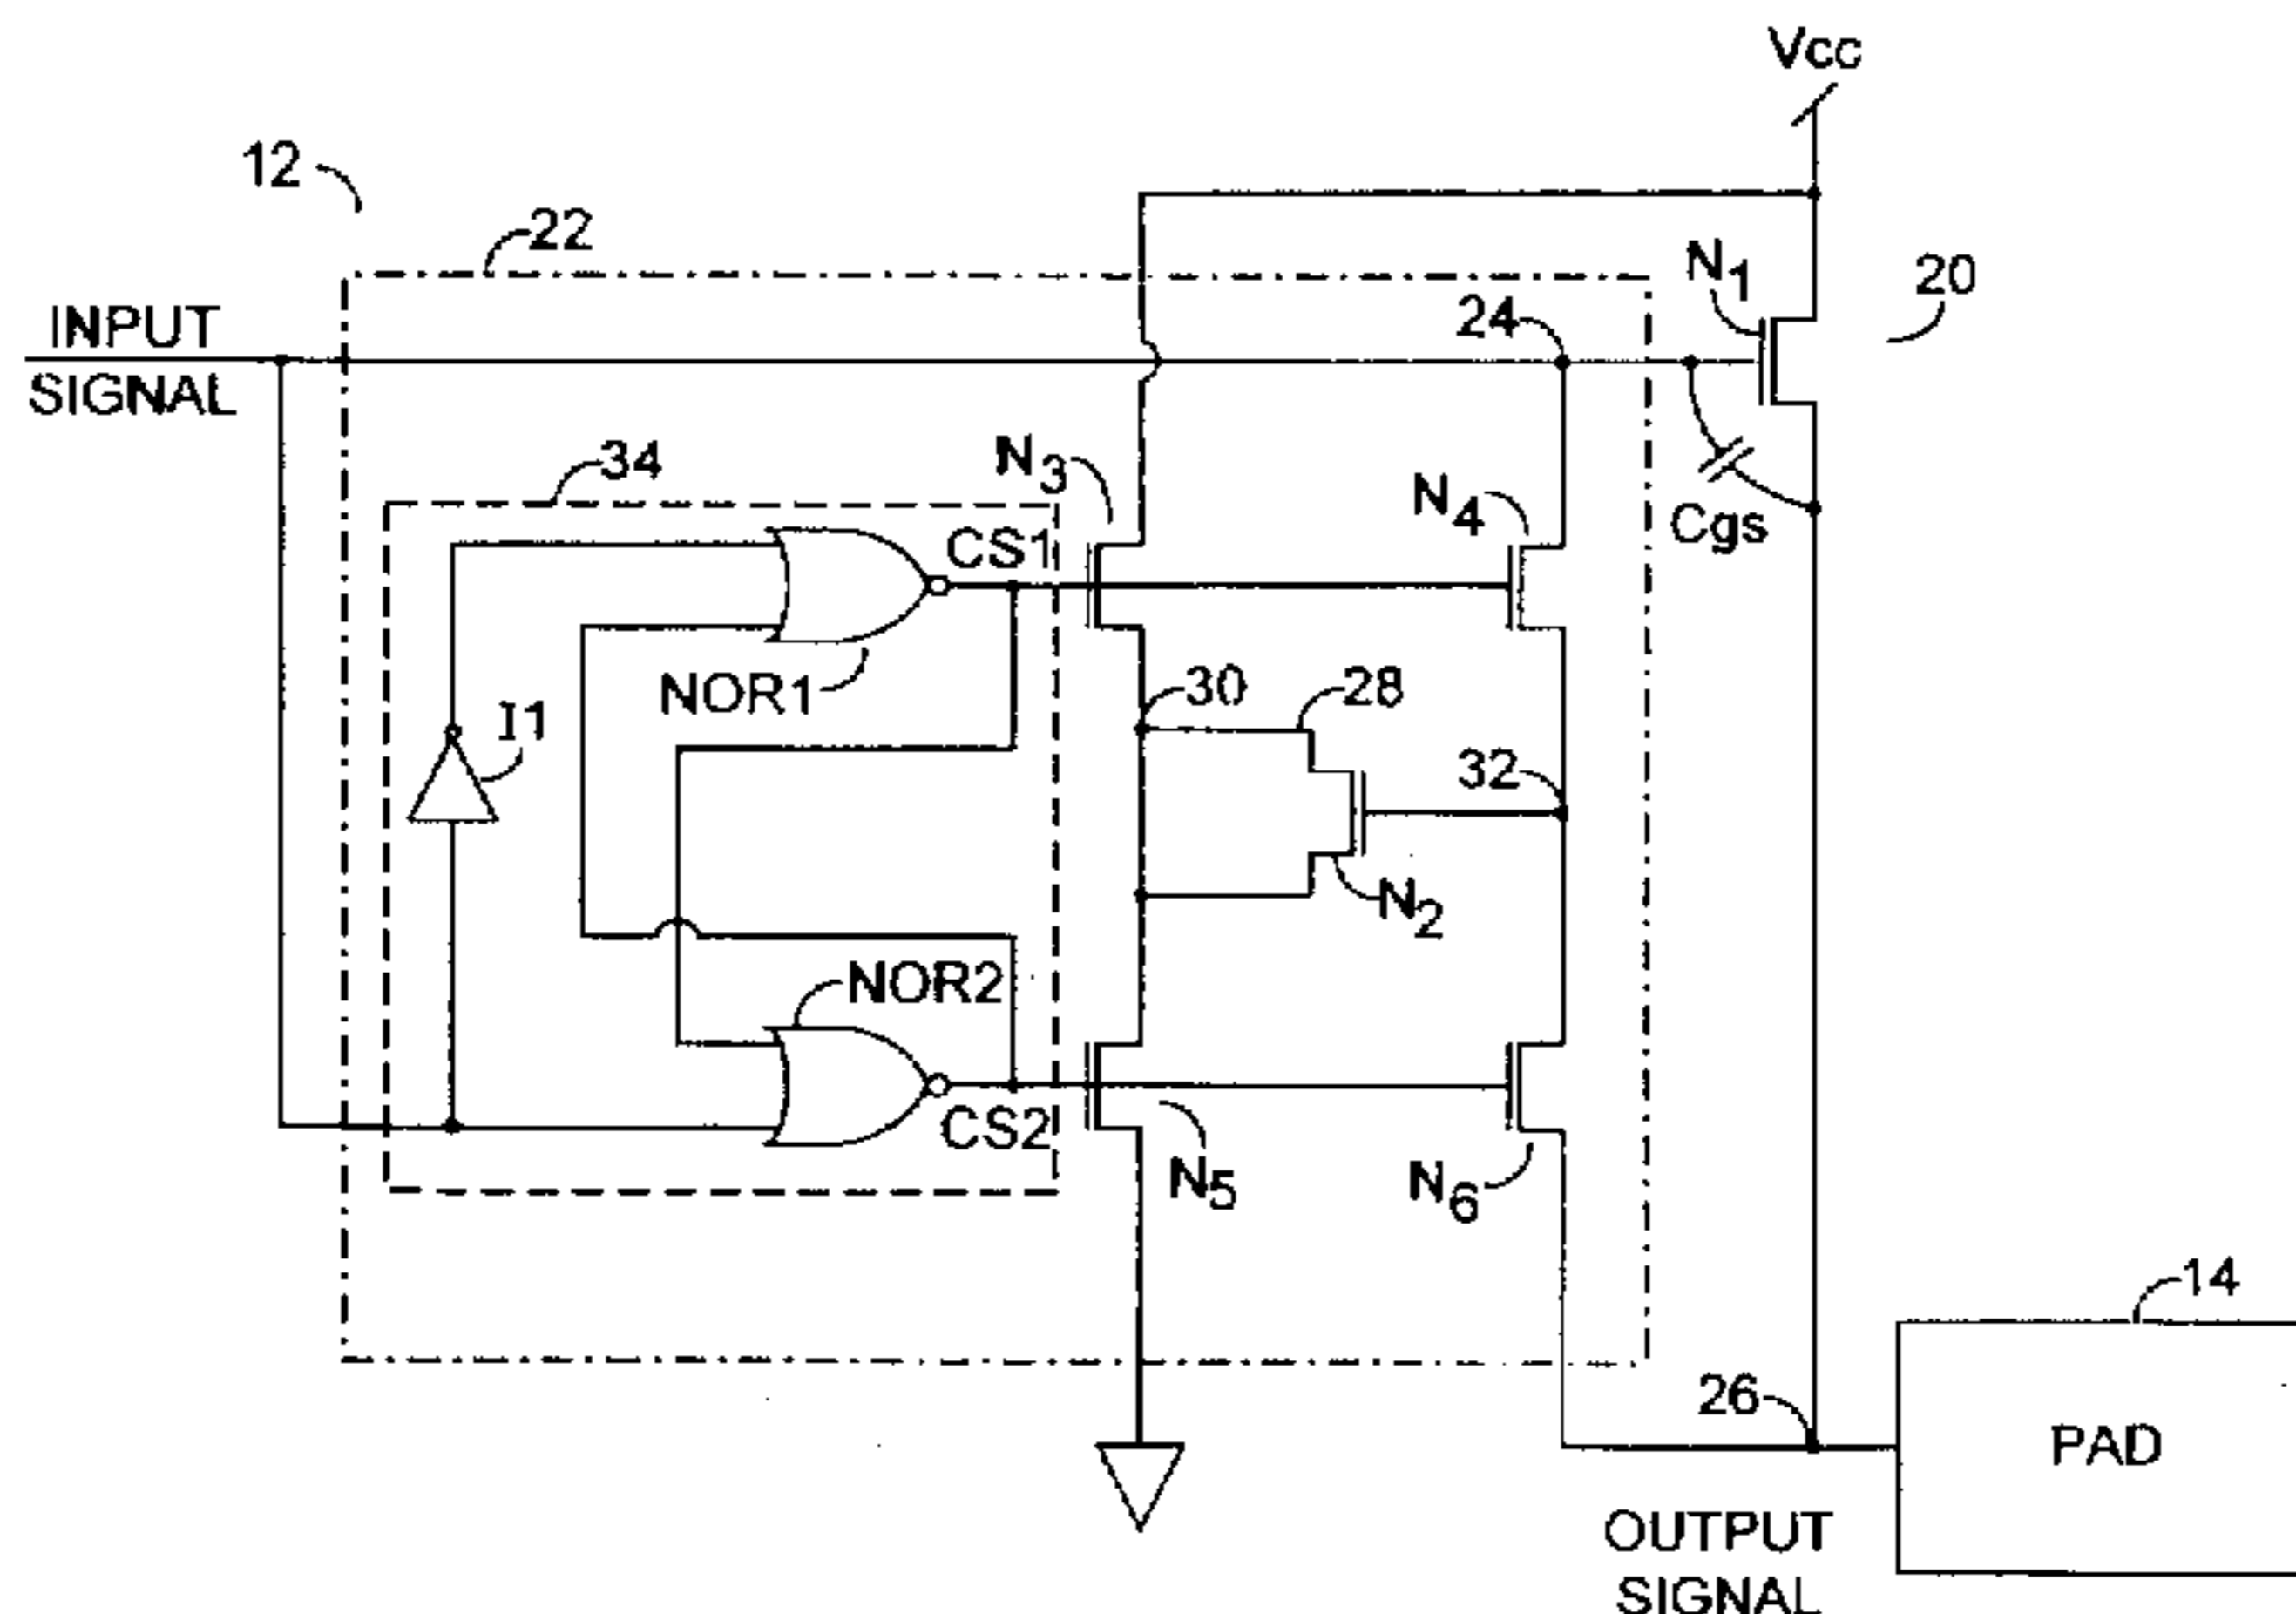 Vcc
12
22
N1
20
24
INPUT
SIGNAL
34
N3
N4
CS1
Cgs
NOR1
30
28
I1
32
N2
NOR2
CS2
N5
N6
14
26
PAD
OUTPUT
SIGNAL